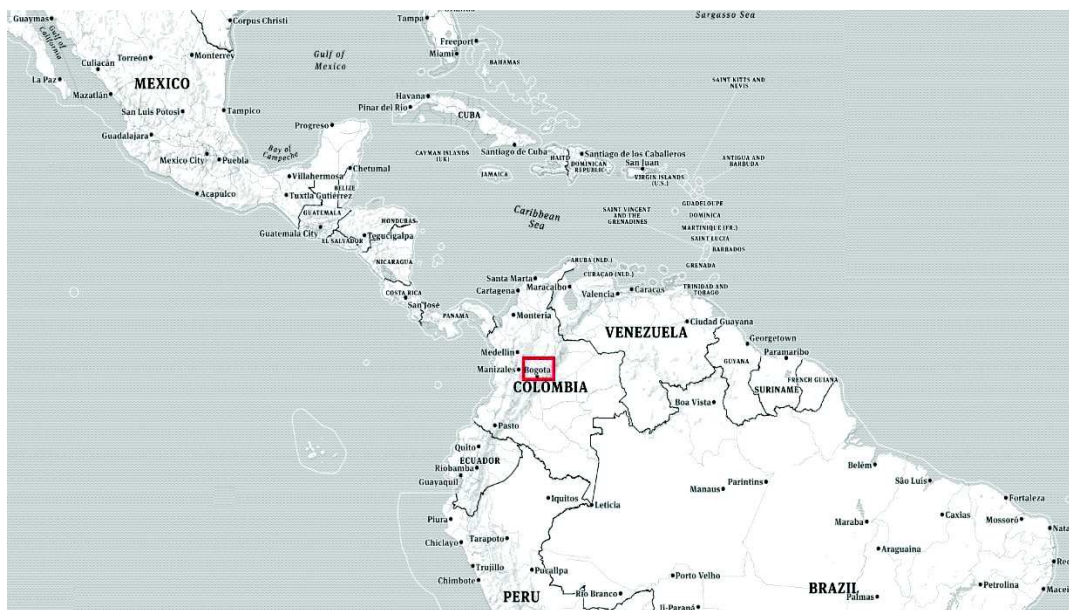 Sargasso Sea
Guaymas
Corpus Christi
Tampa
Gulf of
California
Freeport
Miami
Gulf of
Mexico
BAHAMAS
Culiacán
Torreón
Monterrey
La Paz
MEXICO
Mazatlán
SAINT KITTS AND
NEVIS
Havana
Pinar del Río
CUBA
San Luis Potosí
Tampico
Progreso
Guadalajara
Mexico City
Puebla
Bay of
Campeche
Chetumal
CAYMAN ISLANDS
(UK)
Santiago de Cuba
HAITI
DOMINICAN
REPUBLIC
Santiago de los Caballeros
San Juan
VIRGIN ISLANDS
(U.S.)
ANTIGUA AND
BARBUDA
JAMAICA
Villahermosa
BELIZE
Acapulco
Tuxtla Gutiérrez
GUATEMALA
HONDURAS
Guatemala City
EL SALVADOR
Tegucigalpa
NICARAGUA
Caribbean
Sea
SAINT VINCENT
AND THE
GRENADINES
GUADELOUPE
DOMINICA
MARTINIQUE (FR.)
SAINT LUCIA
BARBADOS
GRENADA
ARUBA (NLD.)
CURAÇAO (NLD.)
TRINIDAD AND
TOBAGO
COSTA RICA
San José
PANAMA
Santa Marta
Cartagena
Maracaibo
Valencia
Caracas
Montería
VENEZUELA
Ciudad Guayana
Georgetown
GUYANA
Paramaribo
SURINAME
FRENCH GUIANA
Medellín
Manizales
Bogota
COLOMBIA
Boa Vista
Pasto
Quito
ECUADOR
Riobamba
Guayaquil
Belém
São Luís
Iquitos
Leticia
Manaus
Parintins
Fortaleza
Piura
Maraba
Caxias
Mossoró
Nata
Chiclayo
Tarapoto
Araguaína
Trujillo
Pucallpa
Chimbote
Porto Velho
Rec
PERU
Rio Branco
Ji-Paraná
BRAZIL
Palmas
Petrolina
Macei